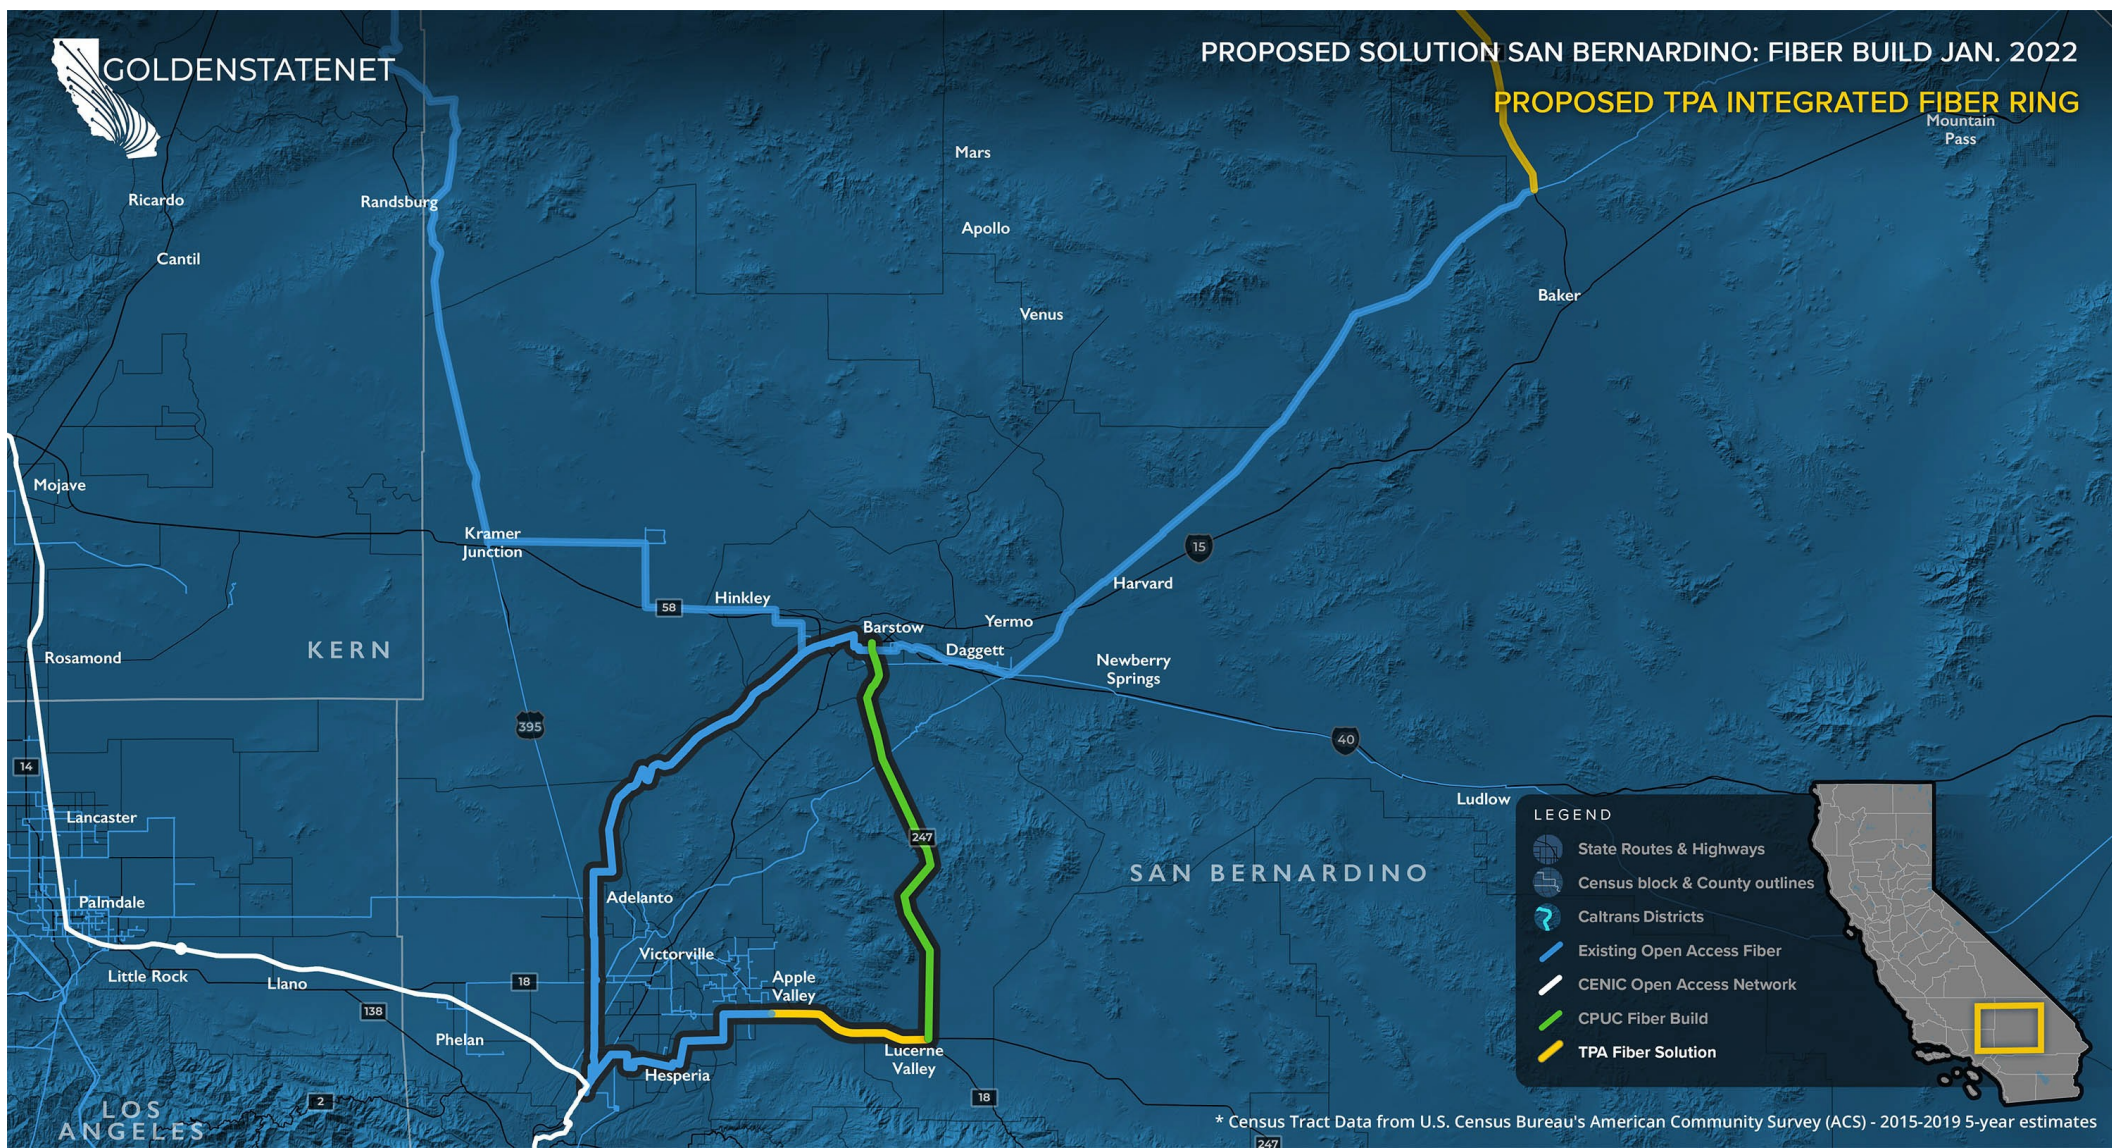 GOLDENSTATENET
PROPOSED SOLUTION SAN BERNARDINO: FIBER BUILD JAN. 2022
PROPOSED TPA INTEGRATED FIBER RING
Mountain
Pass
Mars
Ricardo
Randsburg
Apollo
Cantil
Baker
Venus
Mojave
Kramer
Junction
15
Harvard
Hinkley
58
Barstow
Yermo
KERN
Daggett
Rosamond
Newberry
Springs
395
40
14
Ludlow
Lancaster
247
SAN BERNARDINO
Adelanto
Palmdale
Victorville
Little Rock
Llano
18
Apple
Valley
138
Phelan
Lucerne
Valley
Hesperia
2
18
LOS
ANGELES
247
LEGEND
State Routes & Highways
Census block & County outlines
Caltrans Districts
Existing Open Access Fiber
CENIC Open Access Network
CPUC Fiber Build
TPA Fiber Solution
* Census Tract Data from U.S. Census Bureau's American Community Survey (ACS) - 2015-2019 5-year estimates